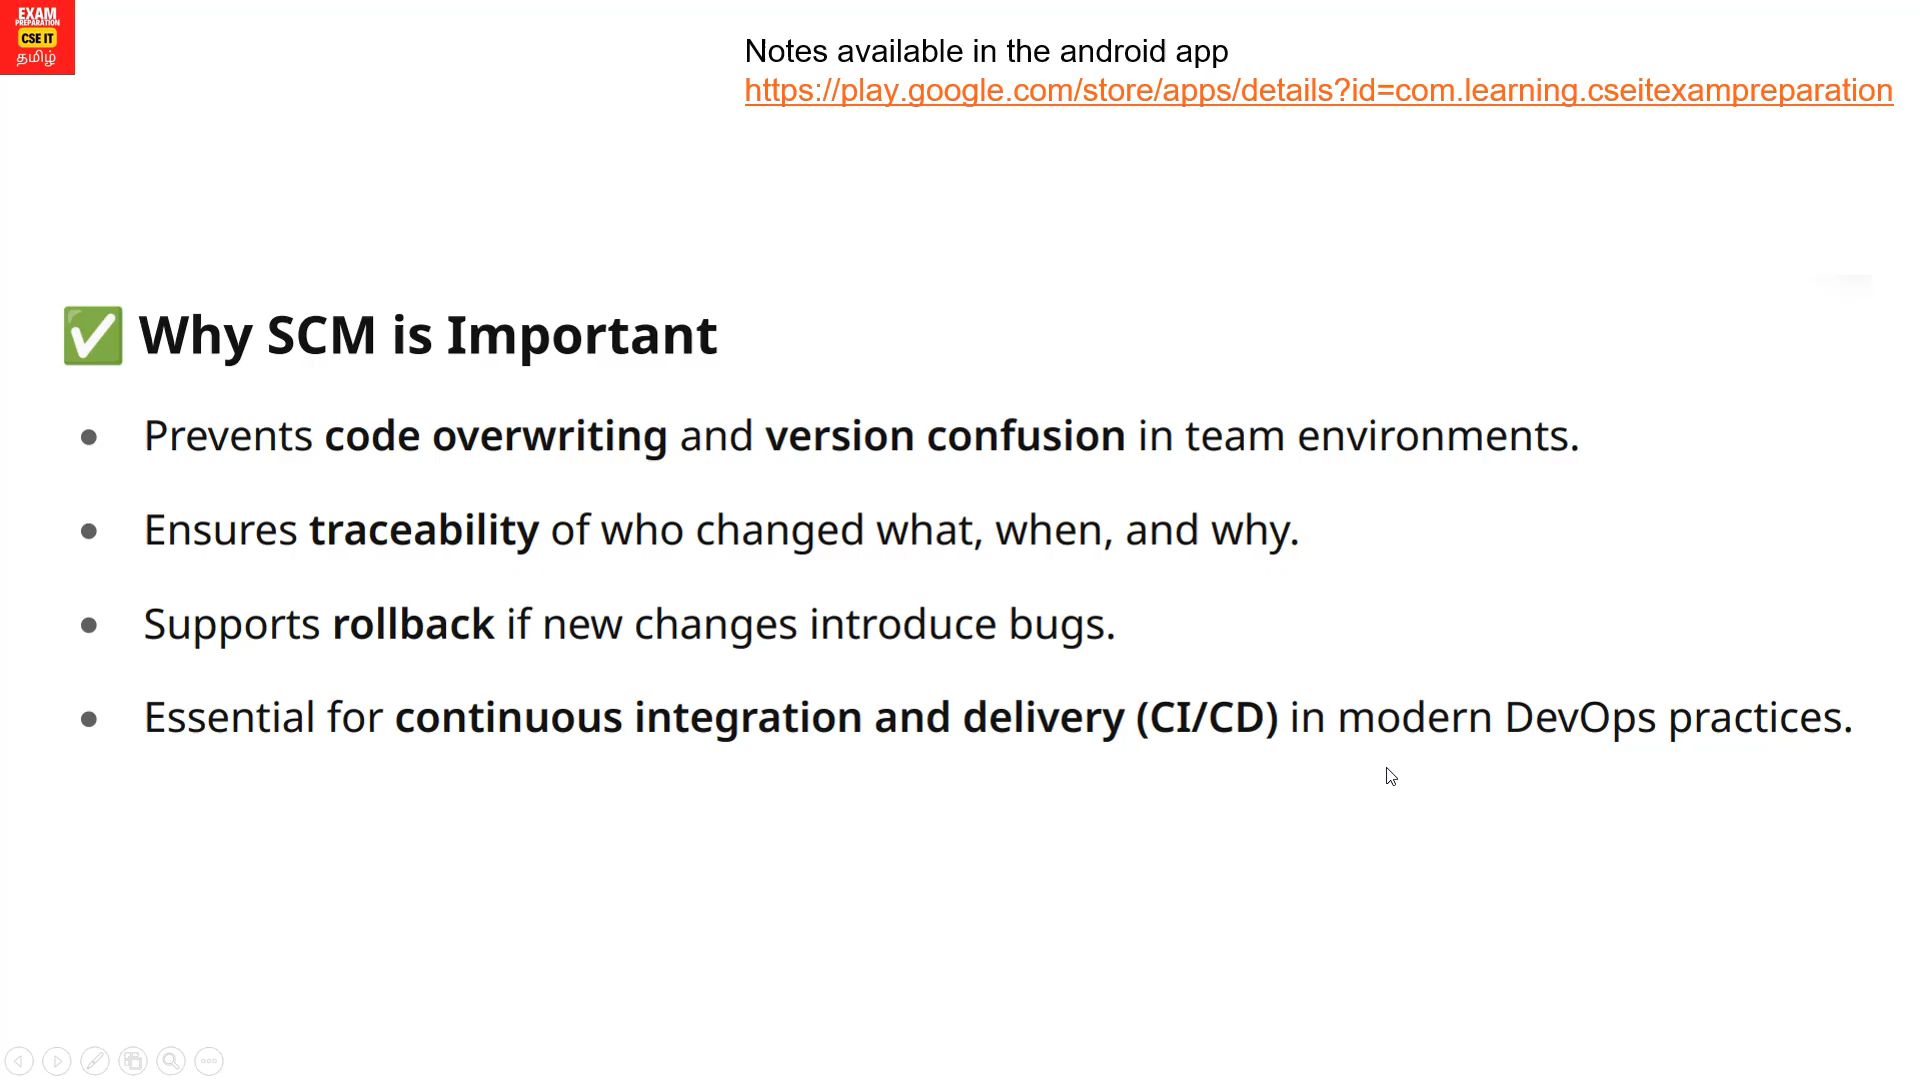 EXAM
PREPARATION
CSE IT
தமிழ்
Notes available in the android app
https://play.google.com/store/apps/details?id=com.learning.cseitexampreparation
✅ Why SCM is Important
● Prevents code overwriting and version confusion in team environments.
● Ensures traceability of who changed what, when, and why.
● Supports rollback if new changes introduce bugs.
● Essential for continuous integration and delivery (CI/CD) in modern DevOps practices.